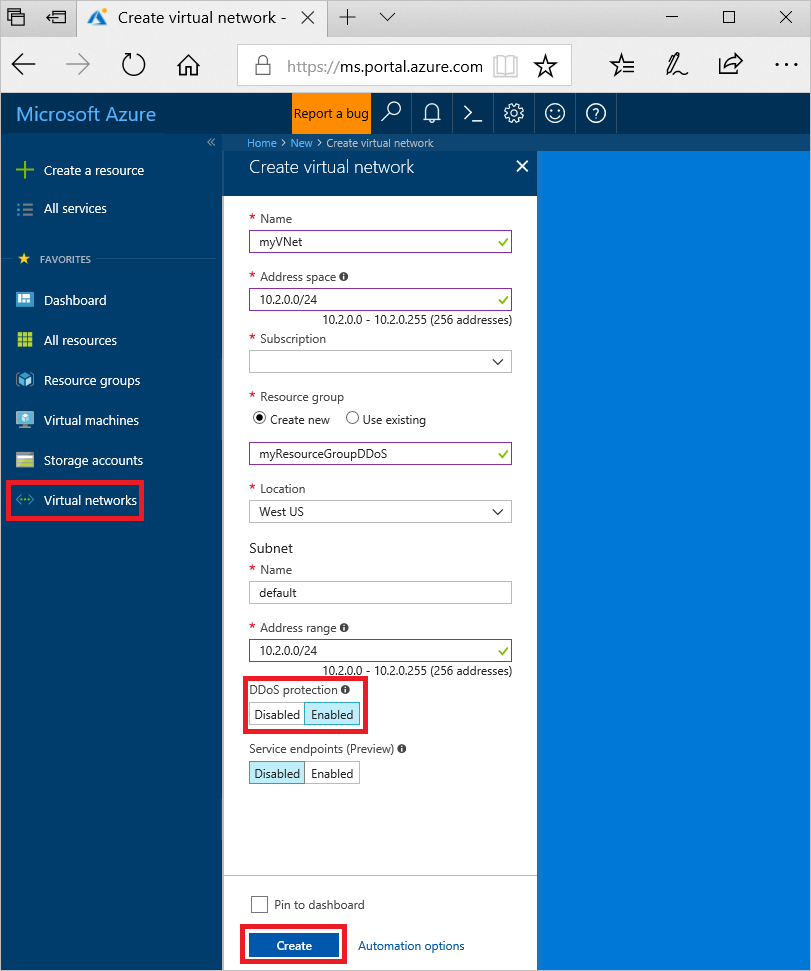 Create virtual network -
https://ms.portal.azure.com
Microsoft Azure
Report a bug
Home > New > Create virtual network
Create virtual network
Create a resource
All services
FAVORITES
Dashboard
All resources
Resource groups
Virtual machines
Storage accounts
Virtual networks
* Name
myVNet
* Address space
10.2.0.0/24
10.2.0.0 - 10.2.0.255 (256 addresses)
* Subscription
* Resource group
Create new Use existing
myResourceGroupDDoS
* Location
West US
Subnet
* Name
default
* Address range
10.2.0.0/24
10.2.0.0 - 10.2.0.255 (256 addresses)
DDoS protection
Disabled Enabled
Service endpoints (Preview)
Disabled Enabled
Pin to dashboard
Create Automation options